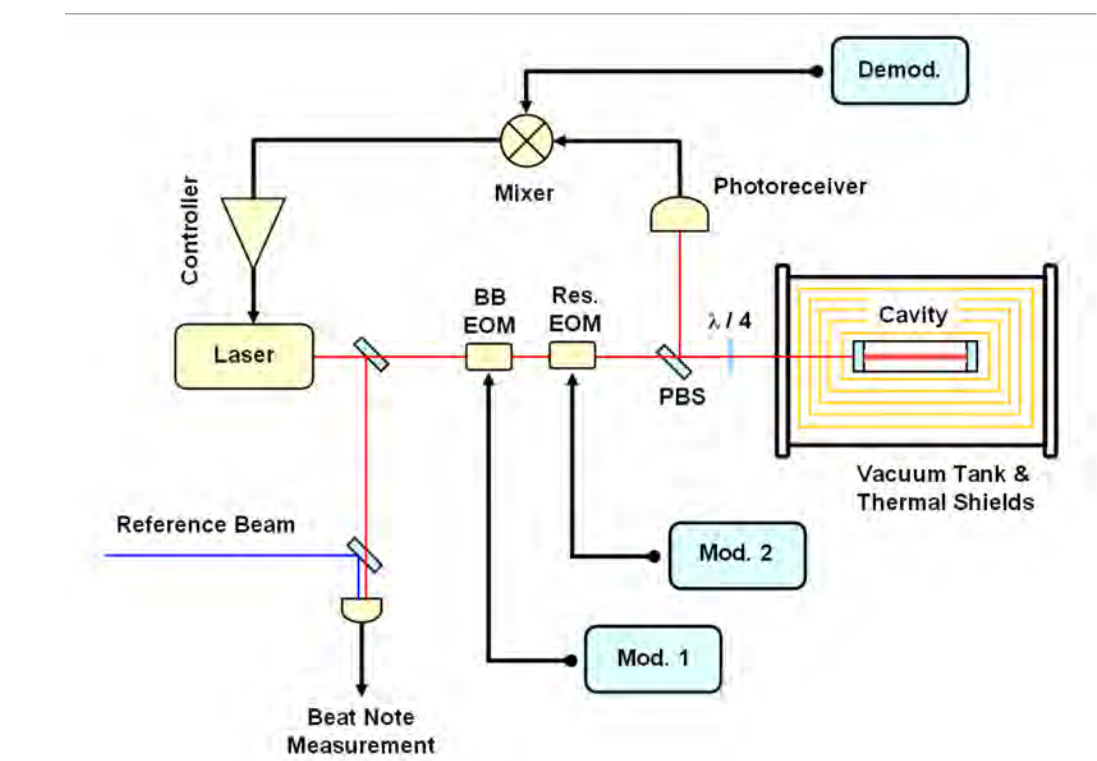 Demod.
Mixer
Photoreceiver
Controller
BB
EOM
Res.
EOM
λ / 4
Cavity
Laser
PBS
Vacuum Tank &
Thermal Shields
Reference Beam
Mod. 2
Mod. 1
Beat Note
Measurement